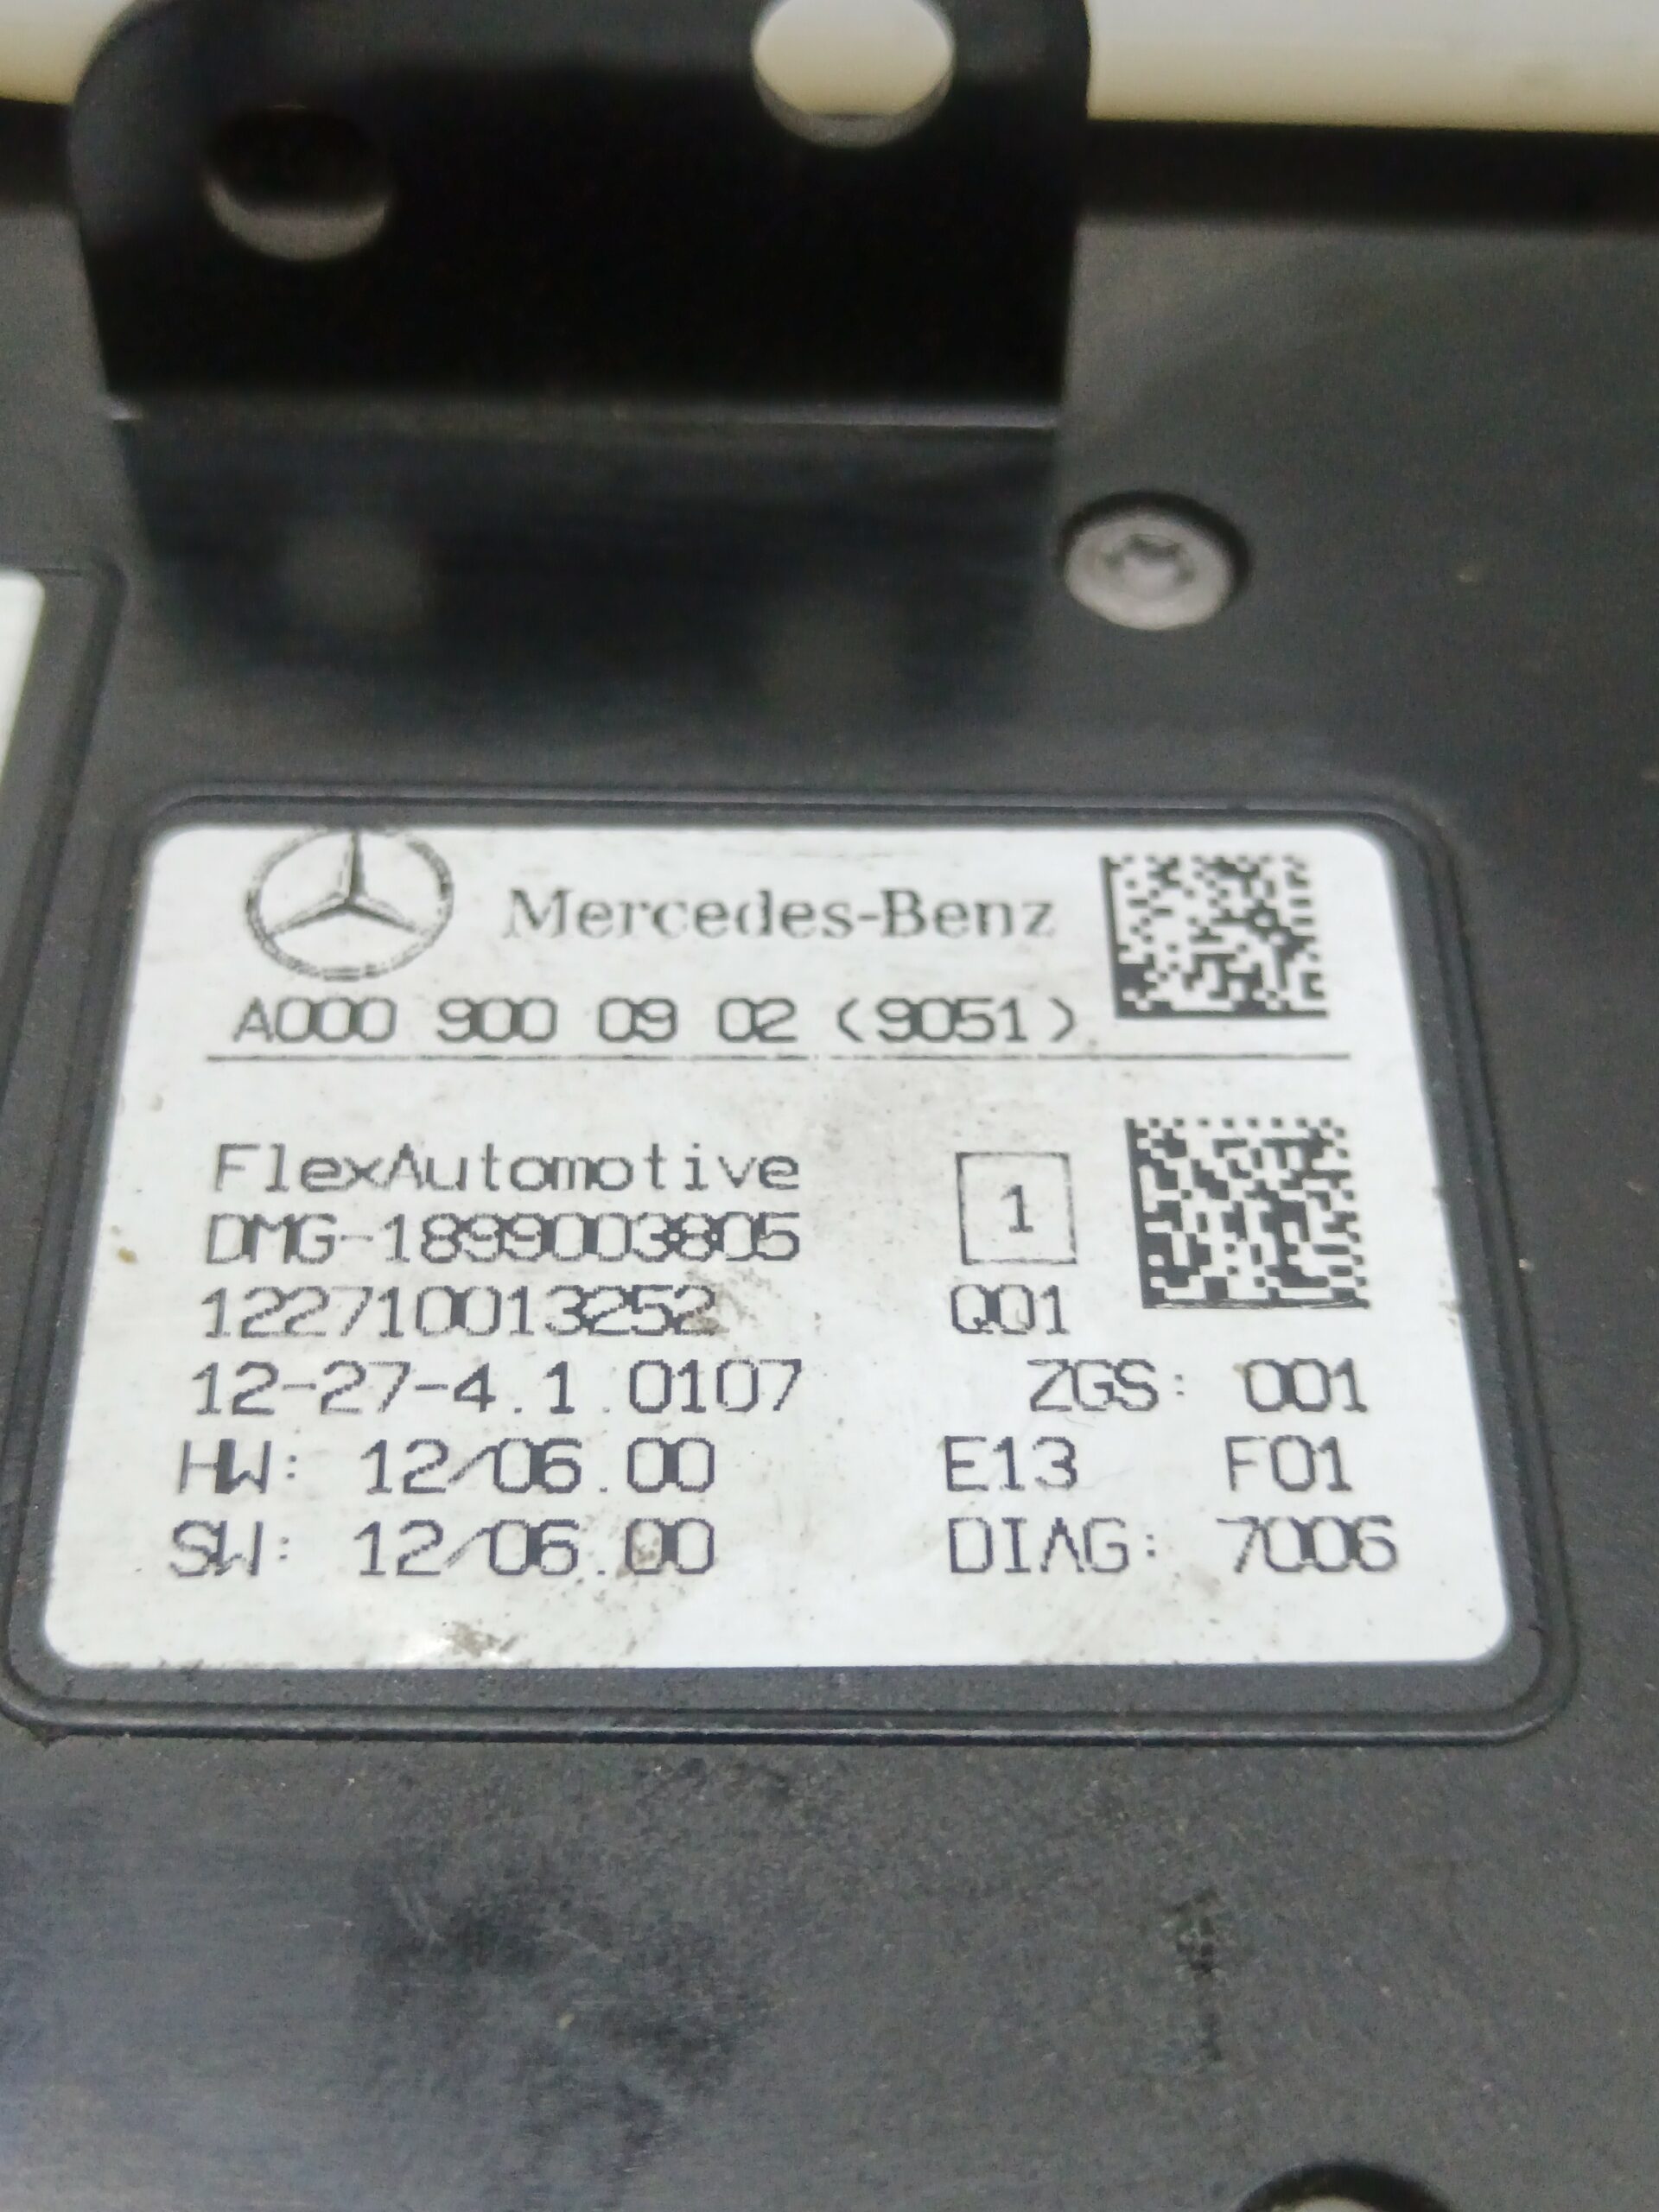 Mercedes-Benz
A000 900 09 02 (9051)
FlexAutomotive
DMG-1899003805
1
122710013252
Q01
12-27-4.1.0107 ZGS: 001
HW: 12/06.00 E13 F01
SW: 12/06.00 DIAG: 7006